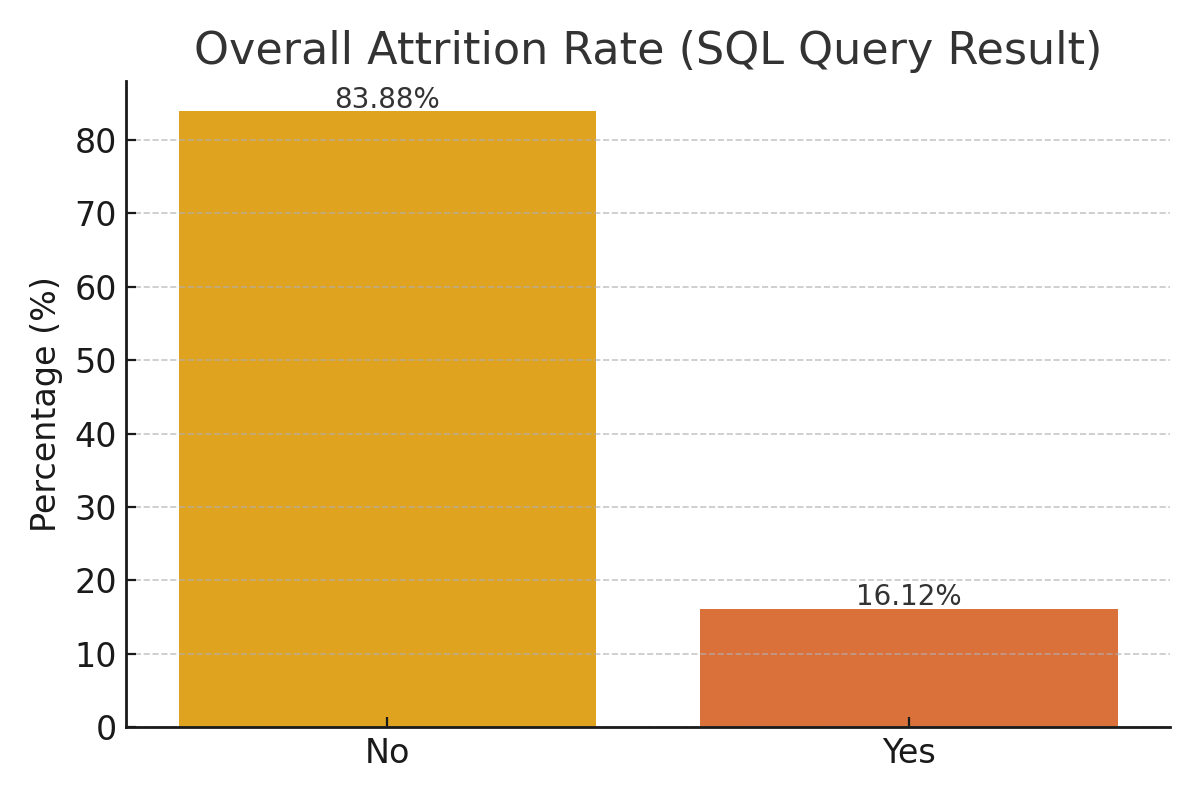 Overall Attrition Rate (SQL Query Result)
83.88%
80
70
60
50
40
30
20
16.12%
10
0
Percentage (%)
No
Yes